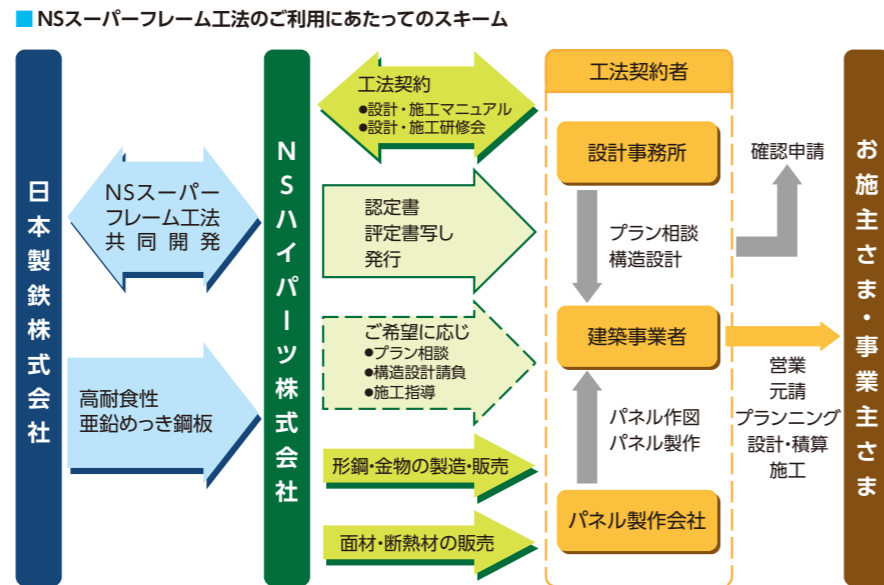 ■ NSスーパーフレーム工法のご利用にあたってのスキーム
日本製鉄株式会社
NSスーパー
フレーム工法
共同開発
高耐食性
亜鉛めっき鋼板
NSハイパーツ株式会社
工法契約
●設計・施工マニュアル
●設計・施工研修会
認定書
評定書写し
発行
ご希望に応じ
●プラン相談
●構造設計請負
●施工指導
形鋼・金物の製造・販売
面材・断熱材の販売
工法契約者
設計事務所
プラン相談
構造設計
建築事業者
パネル作図
パネル製作
パネル製作会社
確認申請
営業
元請
プランニング
設計・積算
施工
お施主さま・事業主さま